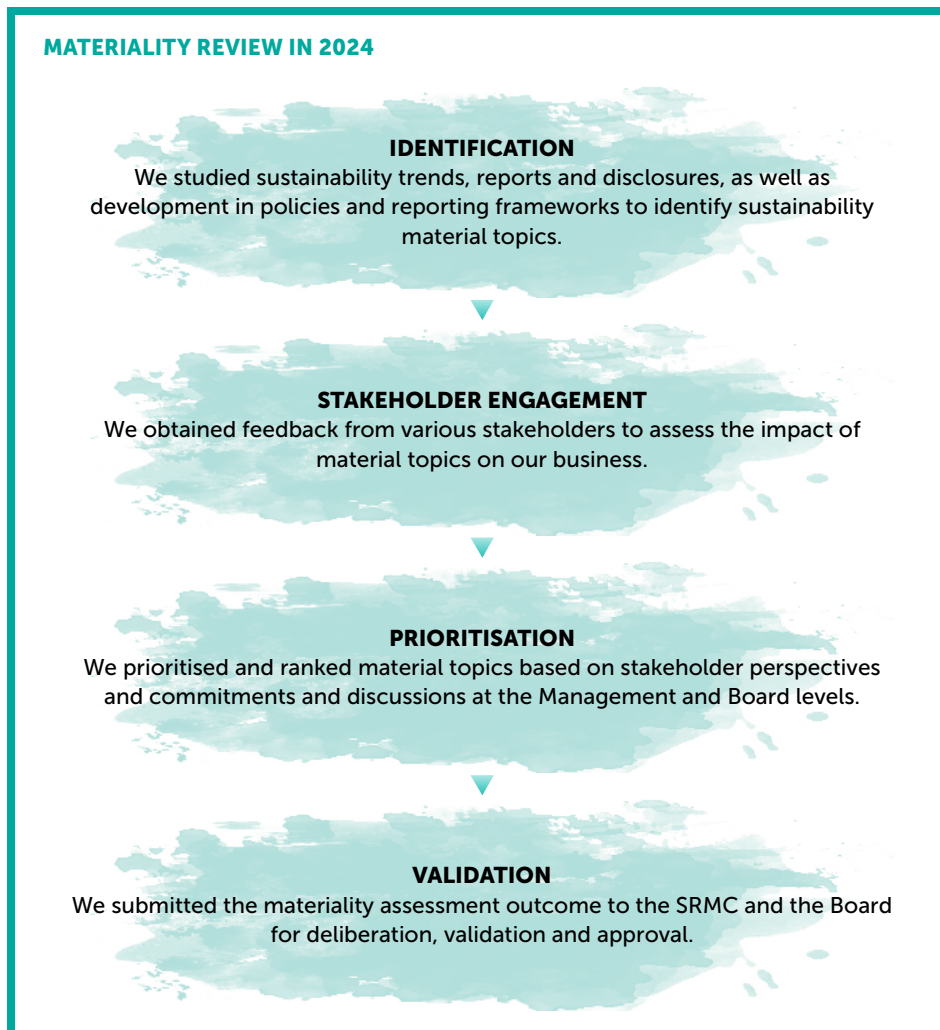 MATERIALITY REVIEW IN 2024
IDENTIFICATION
We studied sustainability trends, reports and disclosures, as well as
development in policies and reporting frameworks to identify sustainability
material topics.
STAKEHOLDER ENGAGEMENT
We obtained feedback from various stakeholders to assess the impact of
material topics on our business.
PRIORITISATION
We prioritised and ranked material topics based on stakeholder perspectives
and commitments and discussions at the Management and Board levels.
VALIDATION
We submitted the materiality assessment outcome to the SRMC and the Board
for deliberation, validation and approval.